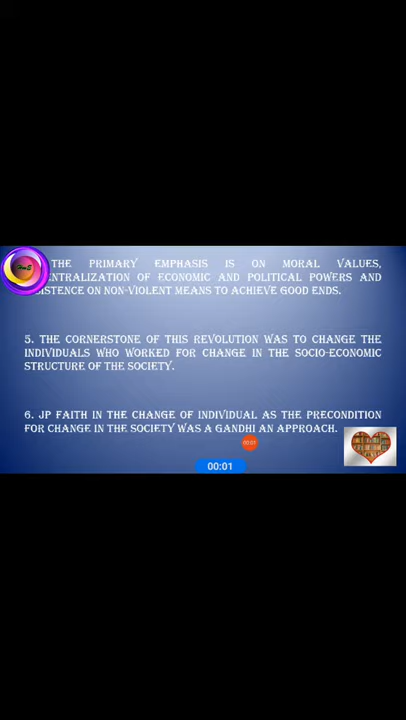 THE PRIMARY EMPHASIS IS ON MORAL VALUES,
OF ECONOMIC AND POLITICAL POWERS AND
ON NON-VIOLENT MEANS TO ACHIEVE GOOD ENDS.
5. THE CORNERSTONE OF THIS REVOLUTION WAS TO CHANGE THE
INDIVIDUALS WHO WORKED FOR CHANGE IN THE SOCIO-ECONOMIC
STRUCTURE OF THE SOCIETY.
6. JP FAITH IN THE CHANGE OF INDIVIDUAL AS THE PRECONDITION
FOR CHANGE IN THE SOCIETY WAS A GANDHI AN APPROACH.
00:01
00:01